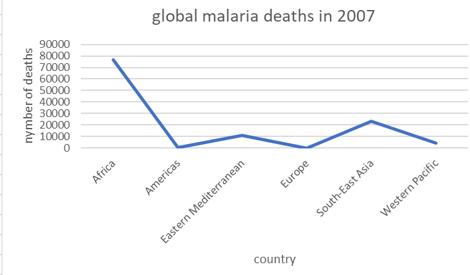 global malaria deaths in 2007
nymber of deaths
90000
80000
70000
60000
50000
40000
30000
20000
10000
0
Africa
Americas
Eastern Mediterranean
Europe
South-East Asia
Western Pacific
country